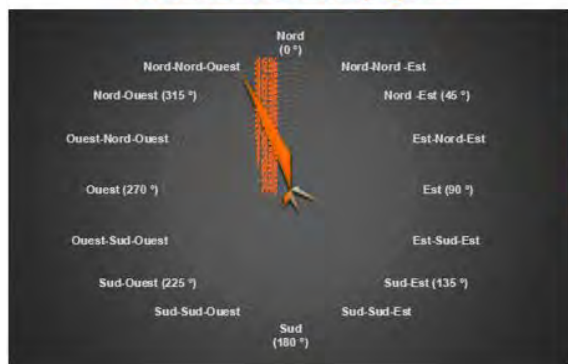 Nord
(0 °)
Nord-Nord-Ouest
Nord-Nord -Est
Nord-Ouest (315 °)
Nord -Est (45 °)
Ouest-Nord-Ouest
Est-Nord-Est
Ouest (270 °)
Est (90 °)
Ouest-Sud-Ouest
Est-Sud-Est
Sud-Ouest (225 °)
Sud-Est (135 °)
Sud-Sud-Ouest
Sud-Sud-Est
Sud
(180 °)